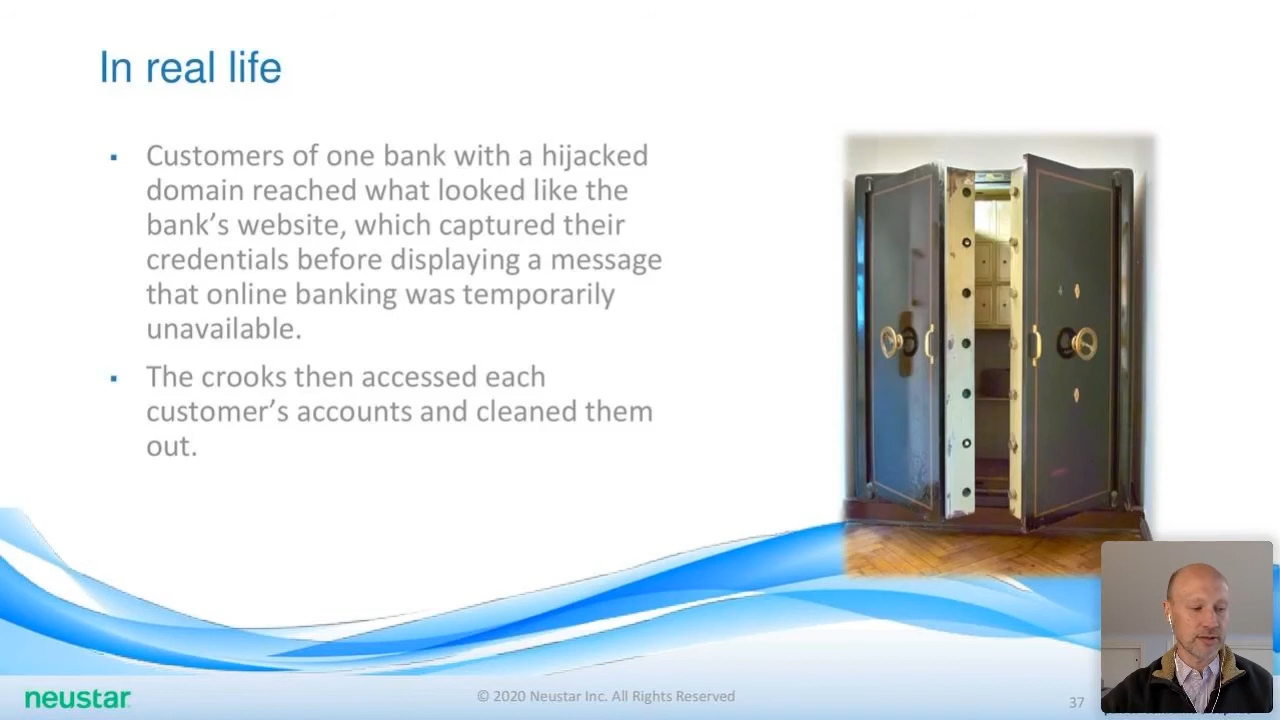 In real life
▪ Customers of one bank with a hijacked
domain reached what looked like the
bank’s website, which captured their
credentials before displaying a message
that online banking was temporarily
unavailable.
▪ The crooks then accessed each
customer’s accounts and cleaned them
out.
neustar
© 2020 Neustar Inc. All Rights Reserved
37